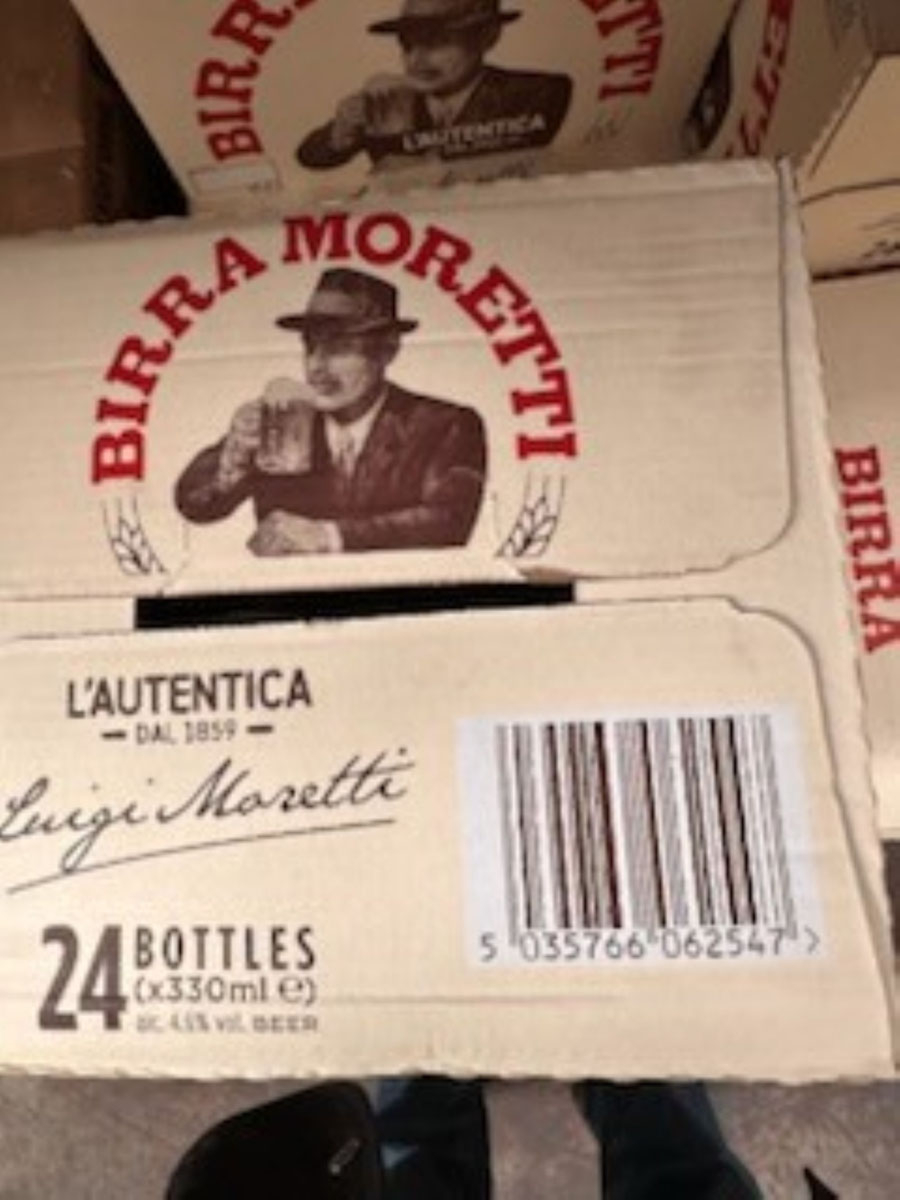 BIRRA
ETTI
L'AUTENTICA
BIRRA MORETTI
BIRRA
L'AUTENTICA
DAL 1859
Luigi Moretti
24 BOTTLES
(x330ml ℮)
alc. 4.6% vol. BEER
5 035766 062547 >